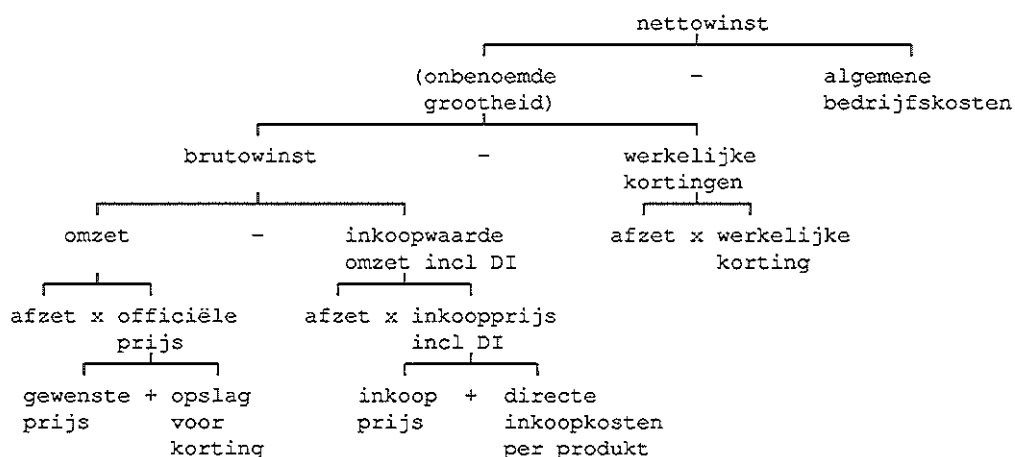 nettowinst
(onbenoemde - algemene
grootheid) bedrijfskosten
brutowinst - werkelijke
kortingen
omzet - inkoopwaarde afzet x werkelijke
omzet incl DI korting
afzet x officiële afzet x inkoopprijs
prijs incl DI
gewenste + opslag inkoop + directe
prijs voor prijs inkoopkosten
korting per produkt